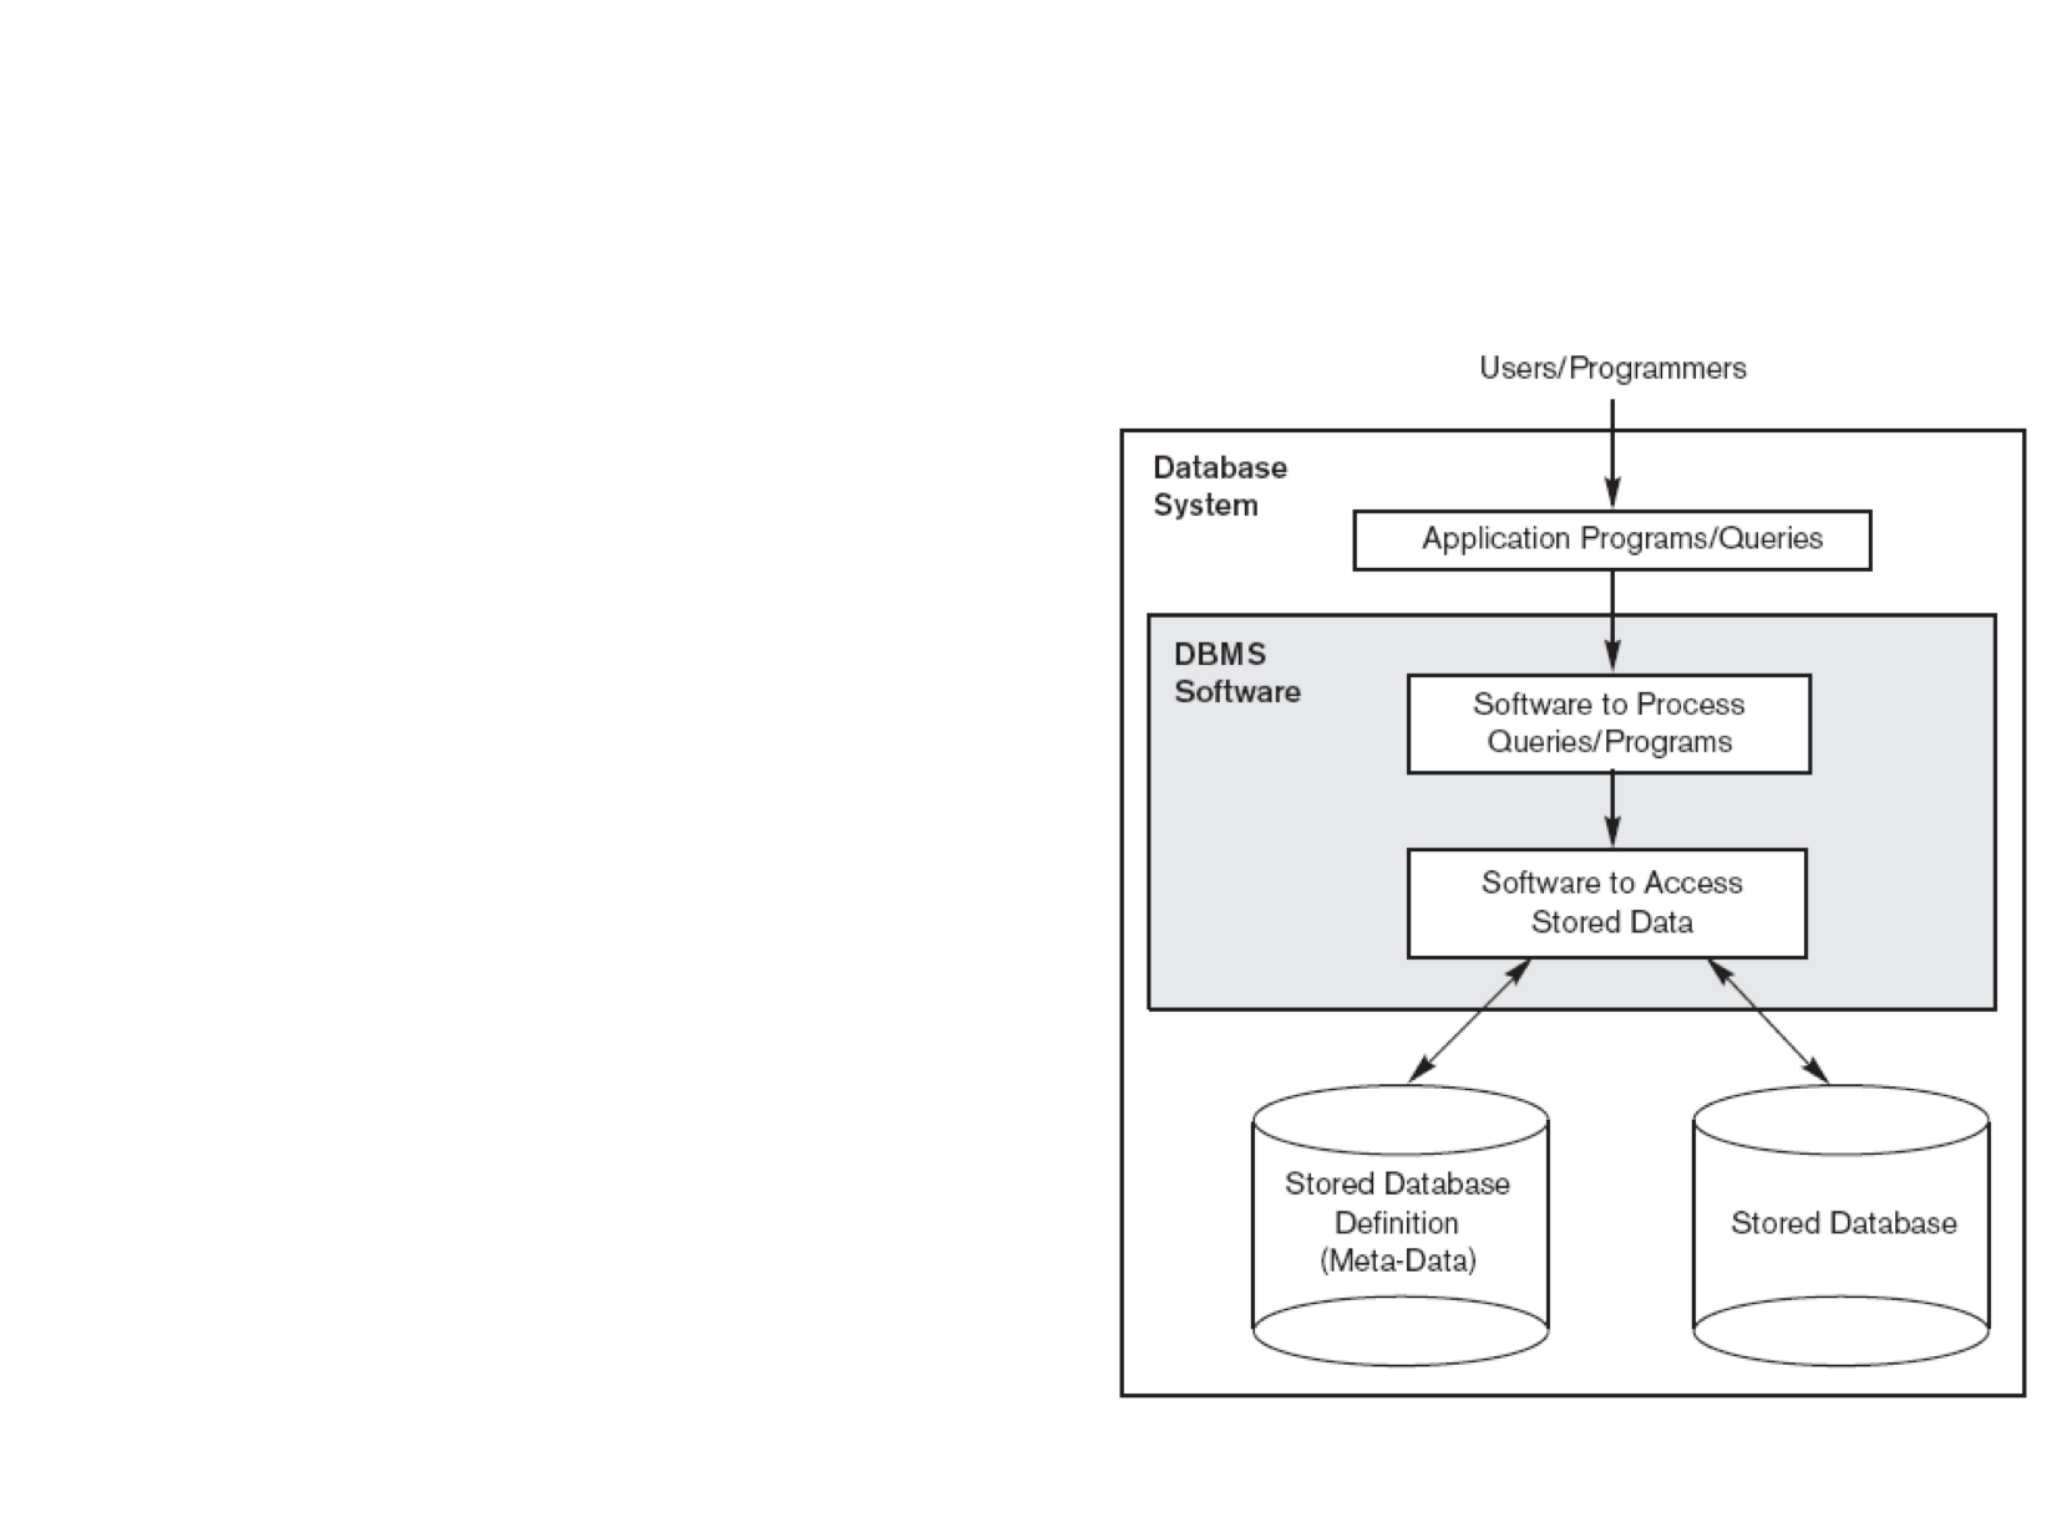 Users/Programmers
Database
System
Application Programs/Queries
DBMS
Software
Software to Process
Queries/Programs
Software to Access
Stored Data
Stored Database
Definition
(Meta-Data)
Stored Database